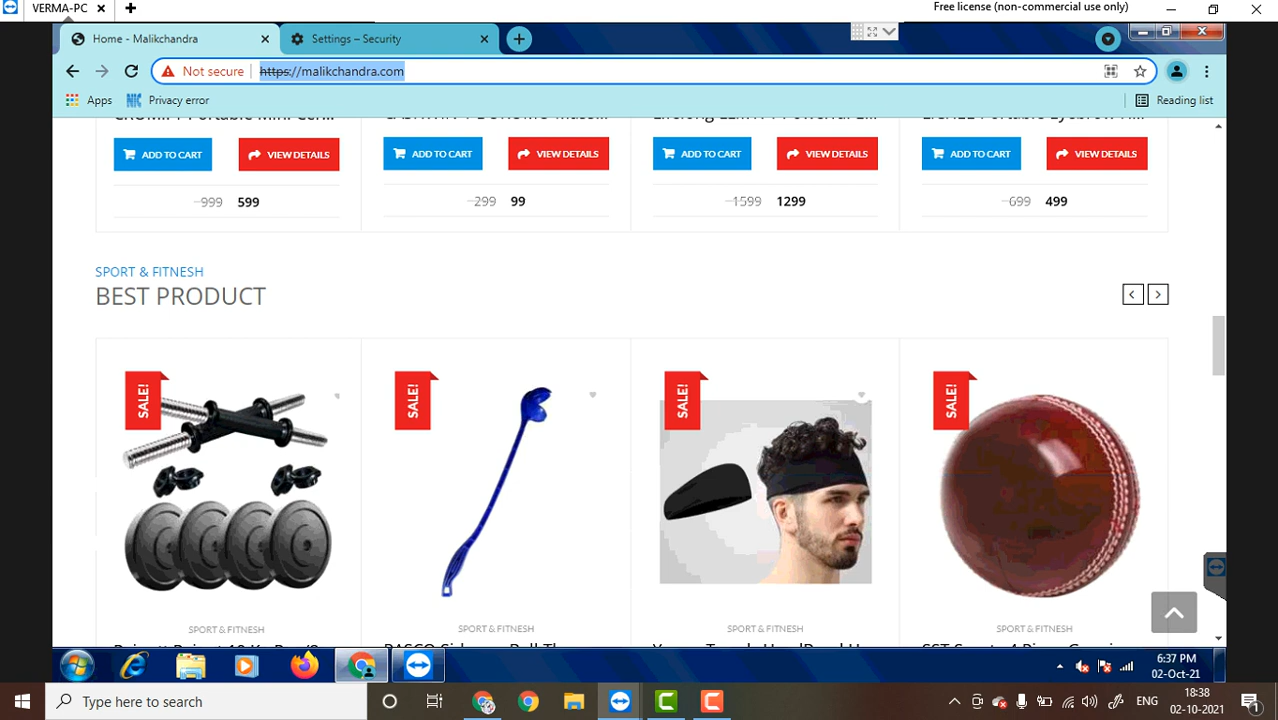 VERMA-PC
Free license (non-commercial use only)
Home - Malikchandra
Settings – Security
Not secure
https://malikchandra.com
Apps
Privacy error
Reading list
ADD TO CART
VIEW DETAILS
ADD TO CART
VIEW DETAILS
ADD TO CART
VIEW DETAILS
ADD TO CART
VIEW DETAILS
999 599
299 99
1599 1299
699 499
SPORT & FITNESH
BEST PRODUCT
SALE!
SALE!
SALE!
SALE!
SPORT & FITNESH
SPORT & FITNESH
SPORT & FITNESH
SPORT & FITNESH
6:37 PM
02-Oct-21
Type here to search
ENG
18:38
02-10-2021
1